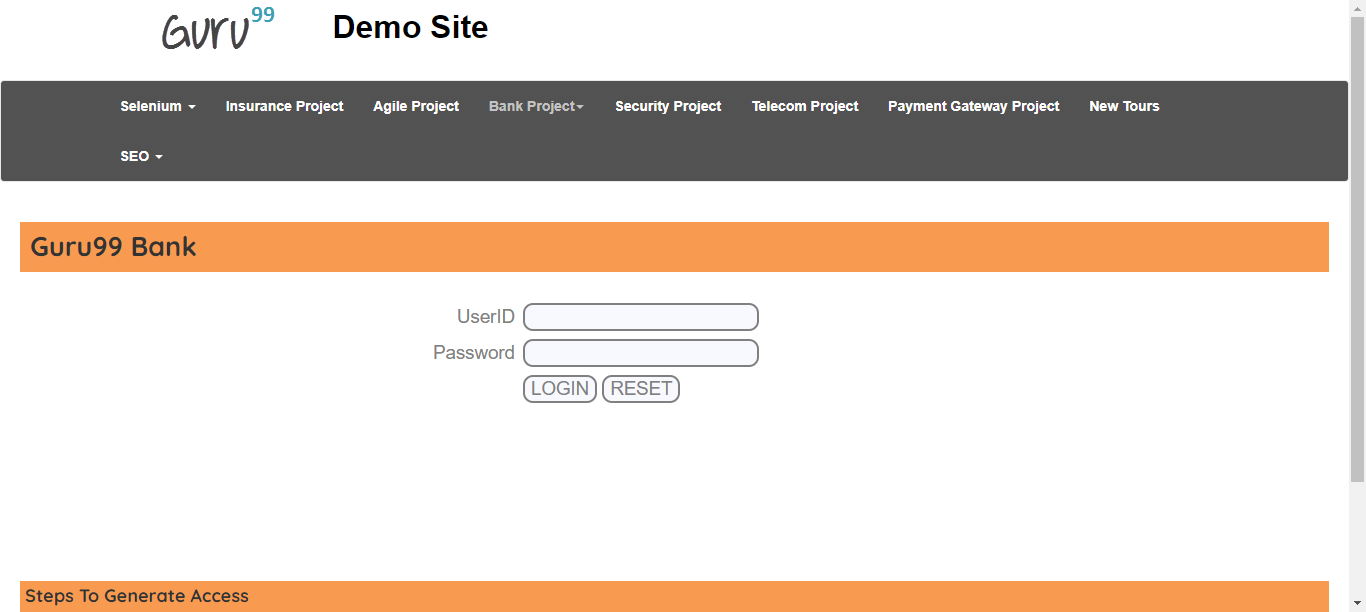 Guru99
Demo Site
Selenium Insurance Project Agile Project Bank Project Security Project Telecom Project Payment Gateway Project New Tours
SEO
Guru99 Bank
UserID
Password
LOGIN RESET
Steps To Generate Access